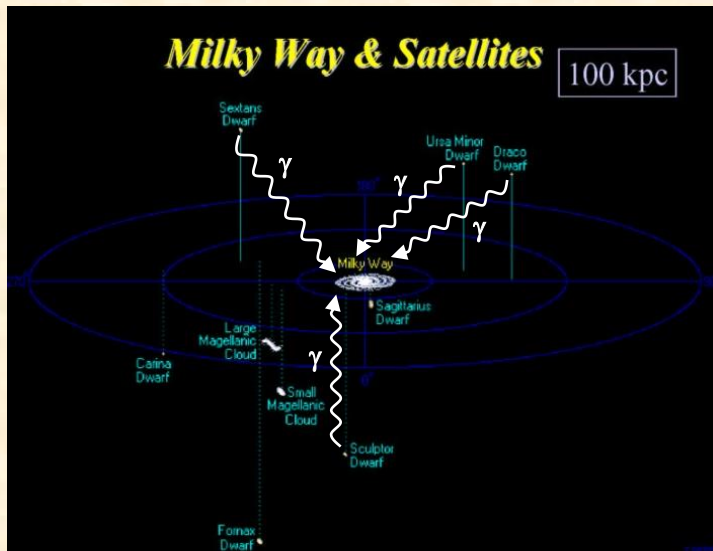 Milky Way & Satellites
100 kpc
Sextans
Dwarf
Ursa Minor
Dwarf
Draco
Dwarf
γ
γ
γ
Milky Way
Sagittarius
Dwarf
Large
Magellanic
Cloud
γ
Carina
Dwarf
Small
Magellanic
Cloud
0°
Sculptor
Dwarf
Fornax
Dwarf